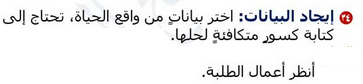 ٢٤ إيجاد البيانات: اختر بياناتٍ من واقع الحياة، تحتاج إلى
كتابة كسورٍ متكافئةٍ لحلها.
أنظر أعمال الطلبة.